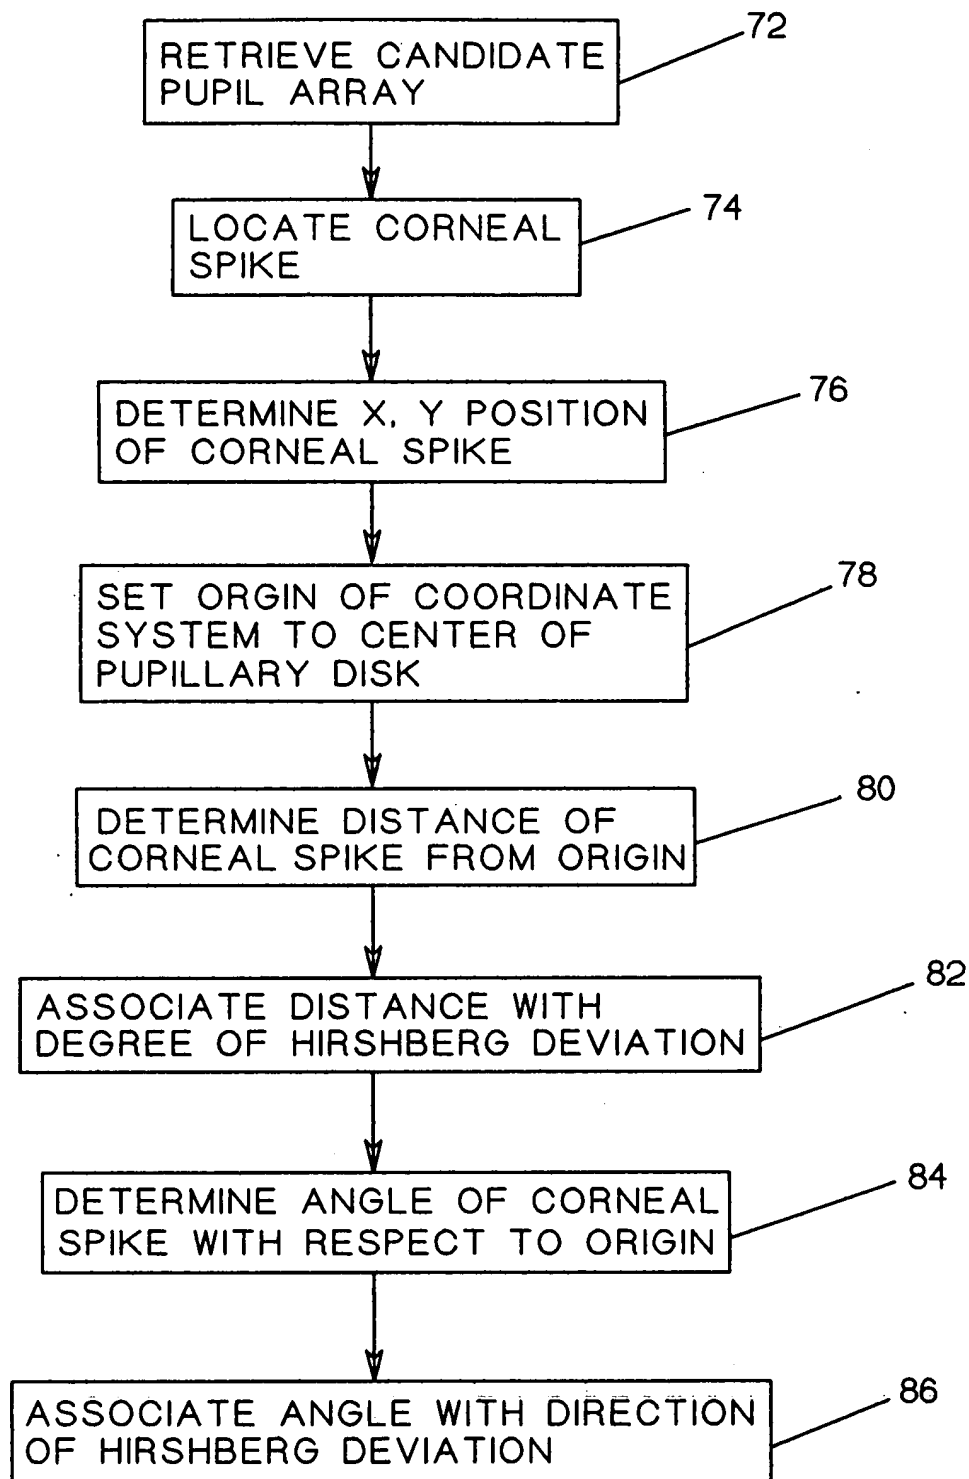 72
RETRIEVE CANDIDATE
PUPIL ARRAY
74
LOCATE CORNEAL
SPIKE
76
DETERMINE X, Y POSITION
OF CORNEAL SPIKE
78
SET ORGIN OF COORDINATE
SYSTEM TO CENTER OF
PUPILLARY DISK
80
DETERMINE DISTANCE OF
CORNEAL SPIKE FROM ORIGIN
82
ASSOCIATE DISTANCE WITH
DEGREE OF HIRSHBERG DEVIATION
84
DETERMINE ANGLE OF CORNEAL
SPIKE WITH RESPECT TO ORIGIN
86
ASSOCIATE ANGLE WITH DIRECTION
OF HIRSHBERG DEVIATION